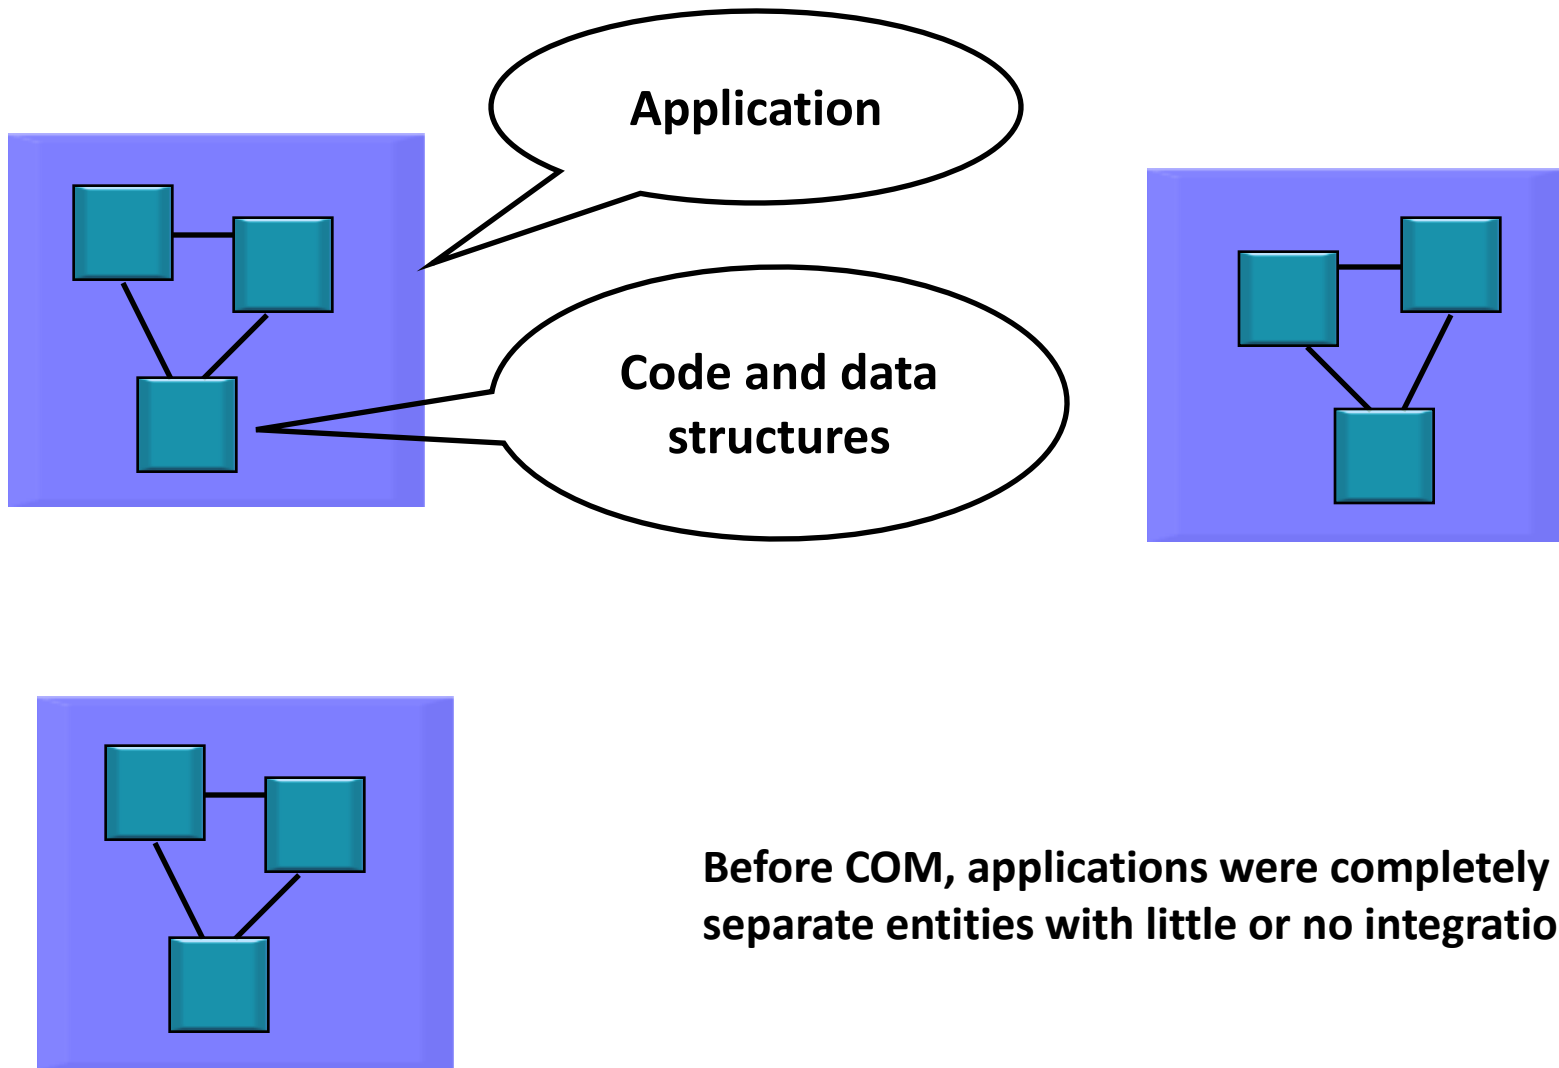 Application
Code and data
structures
Before COM, applications were completely
separate entities with little or no integratio